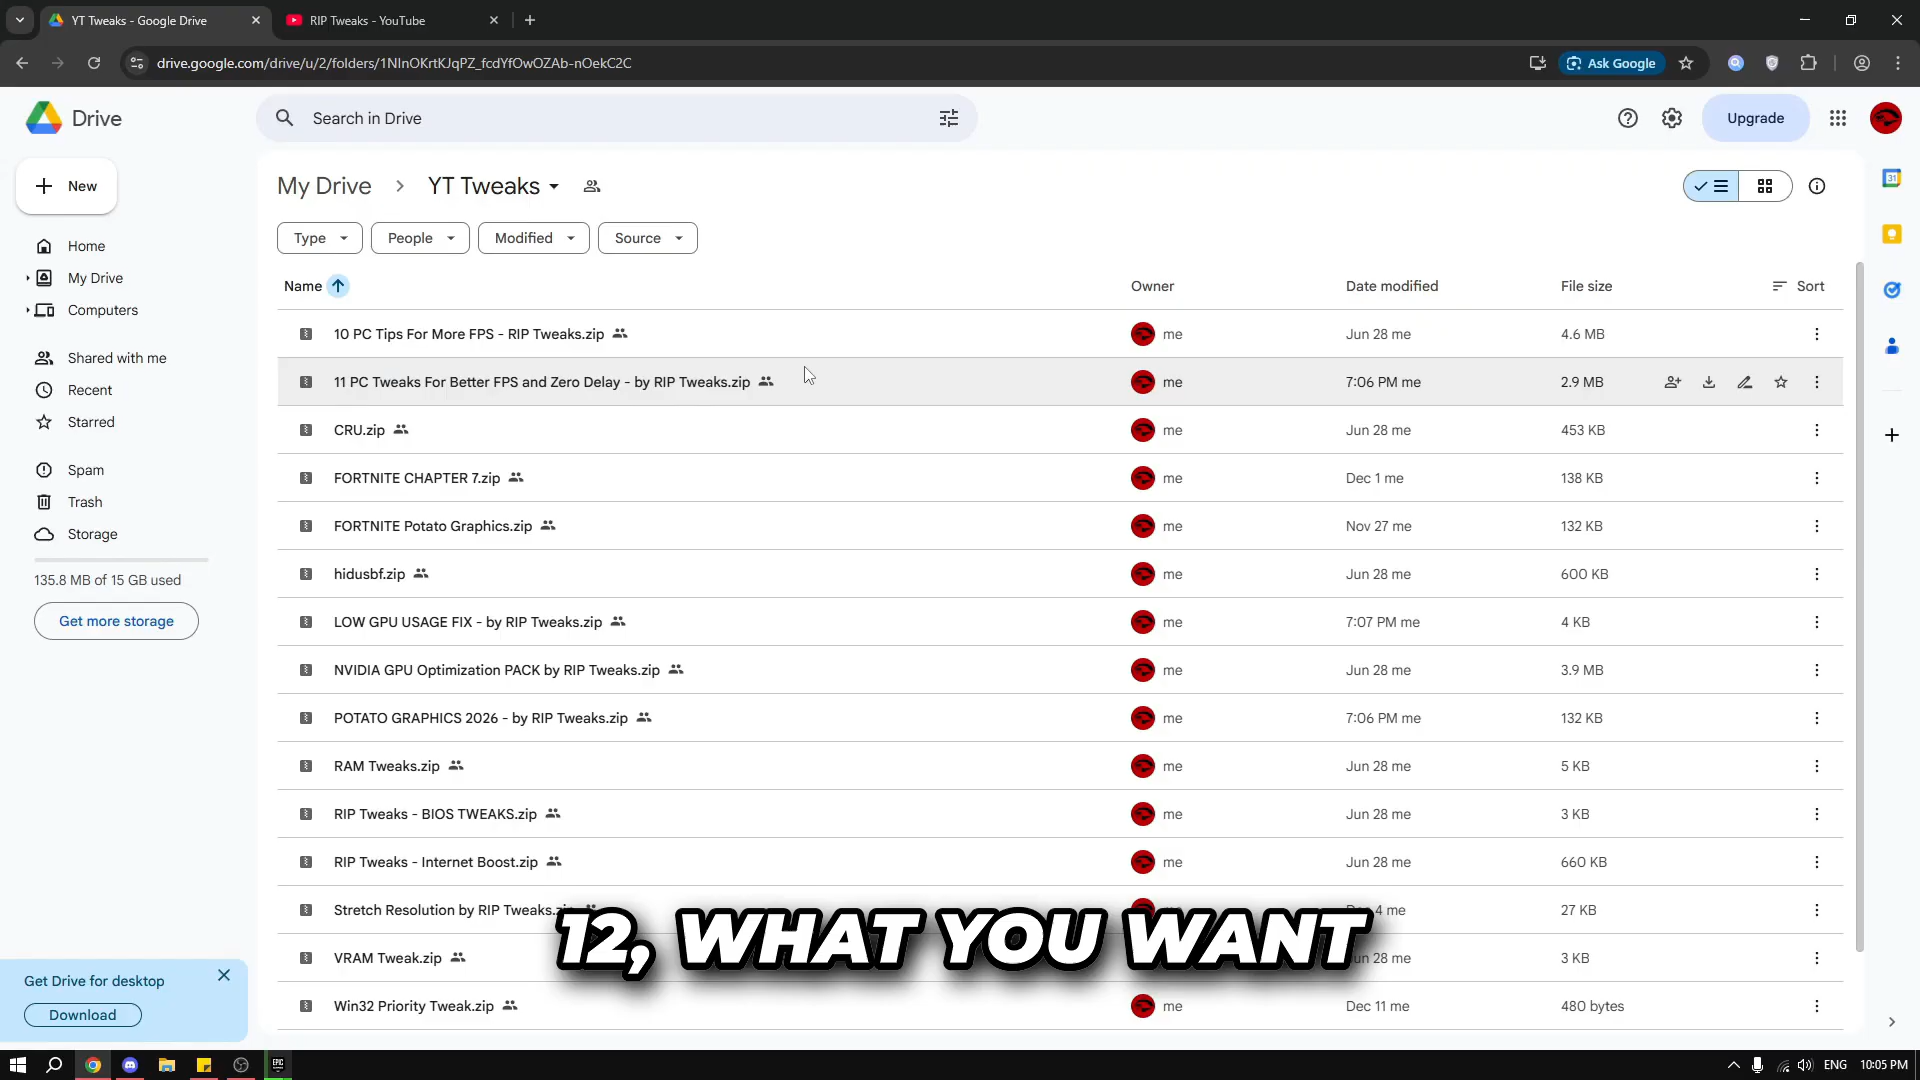 YT Tweaks - Google Drive
RIP Tweaks - YouTube
drive.google.com/drive/u/2/folders/1NInOKrtKJqPZ_fcdYfOwOZAb-nOekC2C
Ask Google
Drive
Search in Drive
Upgrade
New
My Drive
YT Tweaks
Type
People
Modified
Source
Home
My Drive
Computers
Shared with me
Recent
Starred
Spam
Trash
Storage
135.8 MB of 15 GB used
Get more storage
Name Owner Date modified File size Sort
10 PC Tips For More FPS - RIP Tweaks.zip me Jun 28 me 4.6 MB
11 PC Tweaks For Better FPS and Zero Delay - by RIP Tweaks.zip me 7:06 PM me 2.9 MB
CRU.zip me Jun 28 me 453 KB
FORTNITE CHAPTER 7.zip me Dec 1 me 138 KB
FORTNITE Potato Graphics.zip me Nov 27 me 132 KB
hidusbf.zip me Jun 28 me 600 KB
LOW GPU USAGE FIX - by RIP Tweaks.zip me 7:07 PM me 4 KB
NVIDIA GPU Optimization PACK by RIP Tweaks.zip me Jun 28 me 3.9 MB
POTATO GRAPHICS 2026 - by RIP Tweaks.zip me 7:06 PM me 132 KB
RAM Tweaks.zip me Jun 28 me 5 KB
RIP Tweaks - BIOS TWEAKS.zip me Jun 28 me 3 KB
RIP Tweaks - Internet Boost.zip me Jun 28 me 660 KB
Stretch Resolution by RIP Tweaks 4 me 27 KB
12, WHAT YOU WANT
VRAM Tweak.zip me 3 KB
Win32 Priority Tweak.zip me Dec 11 me 480 bytes
Get Drive for desktop
Download
31
EPIC
ENG
10:05 PM